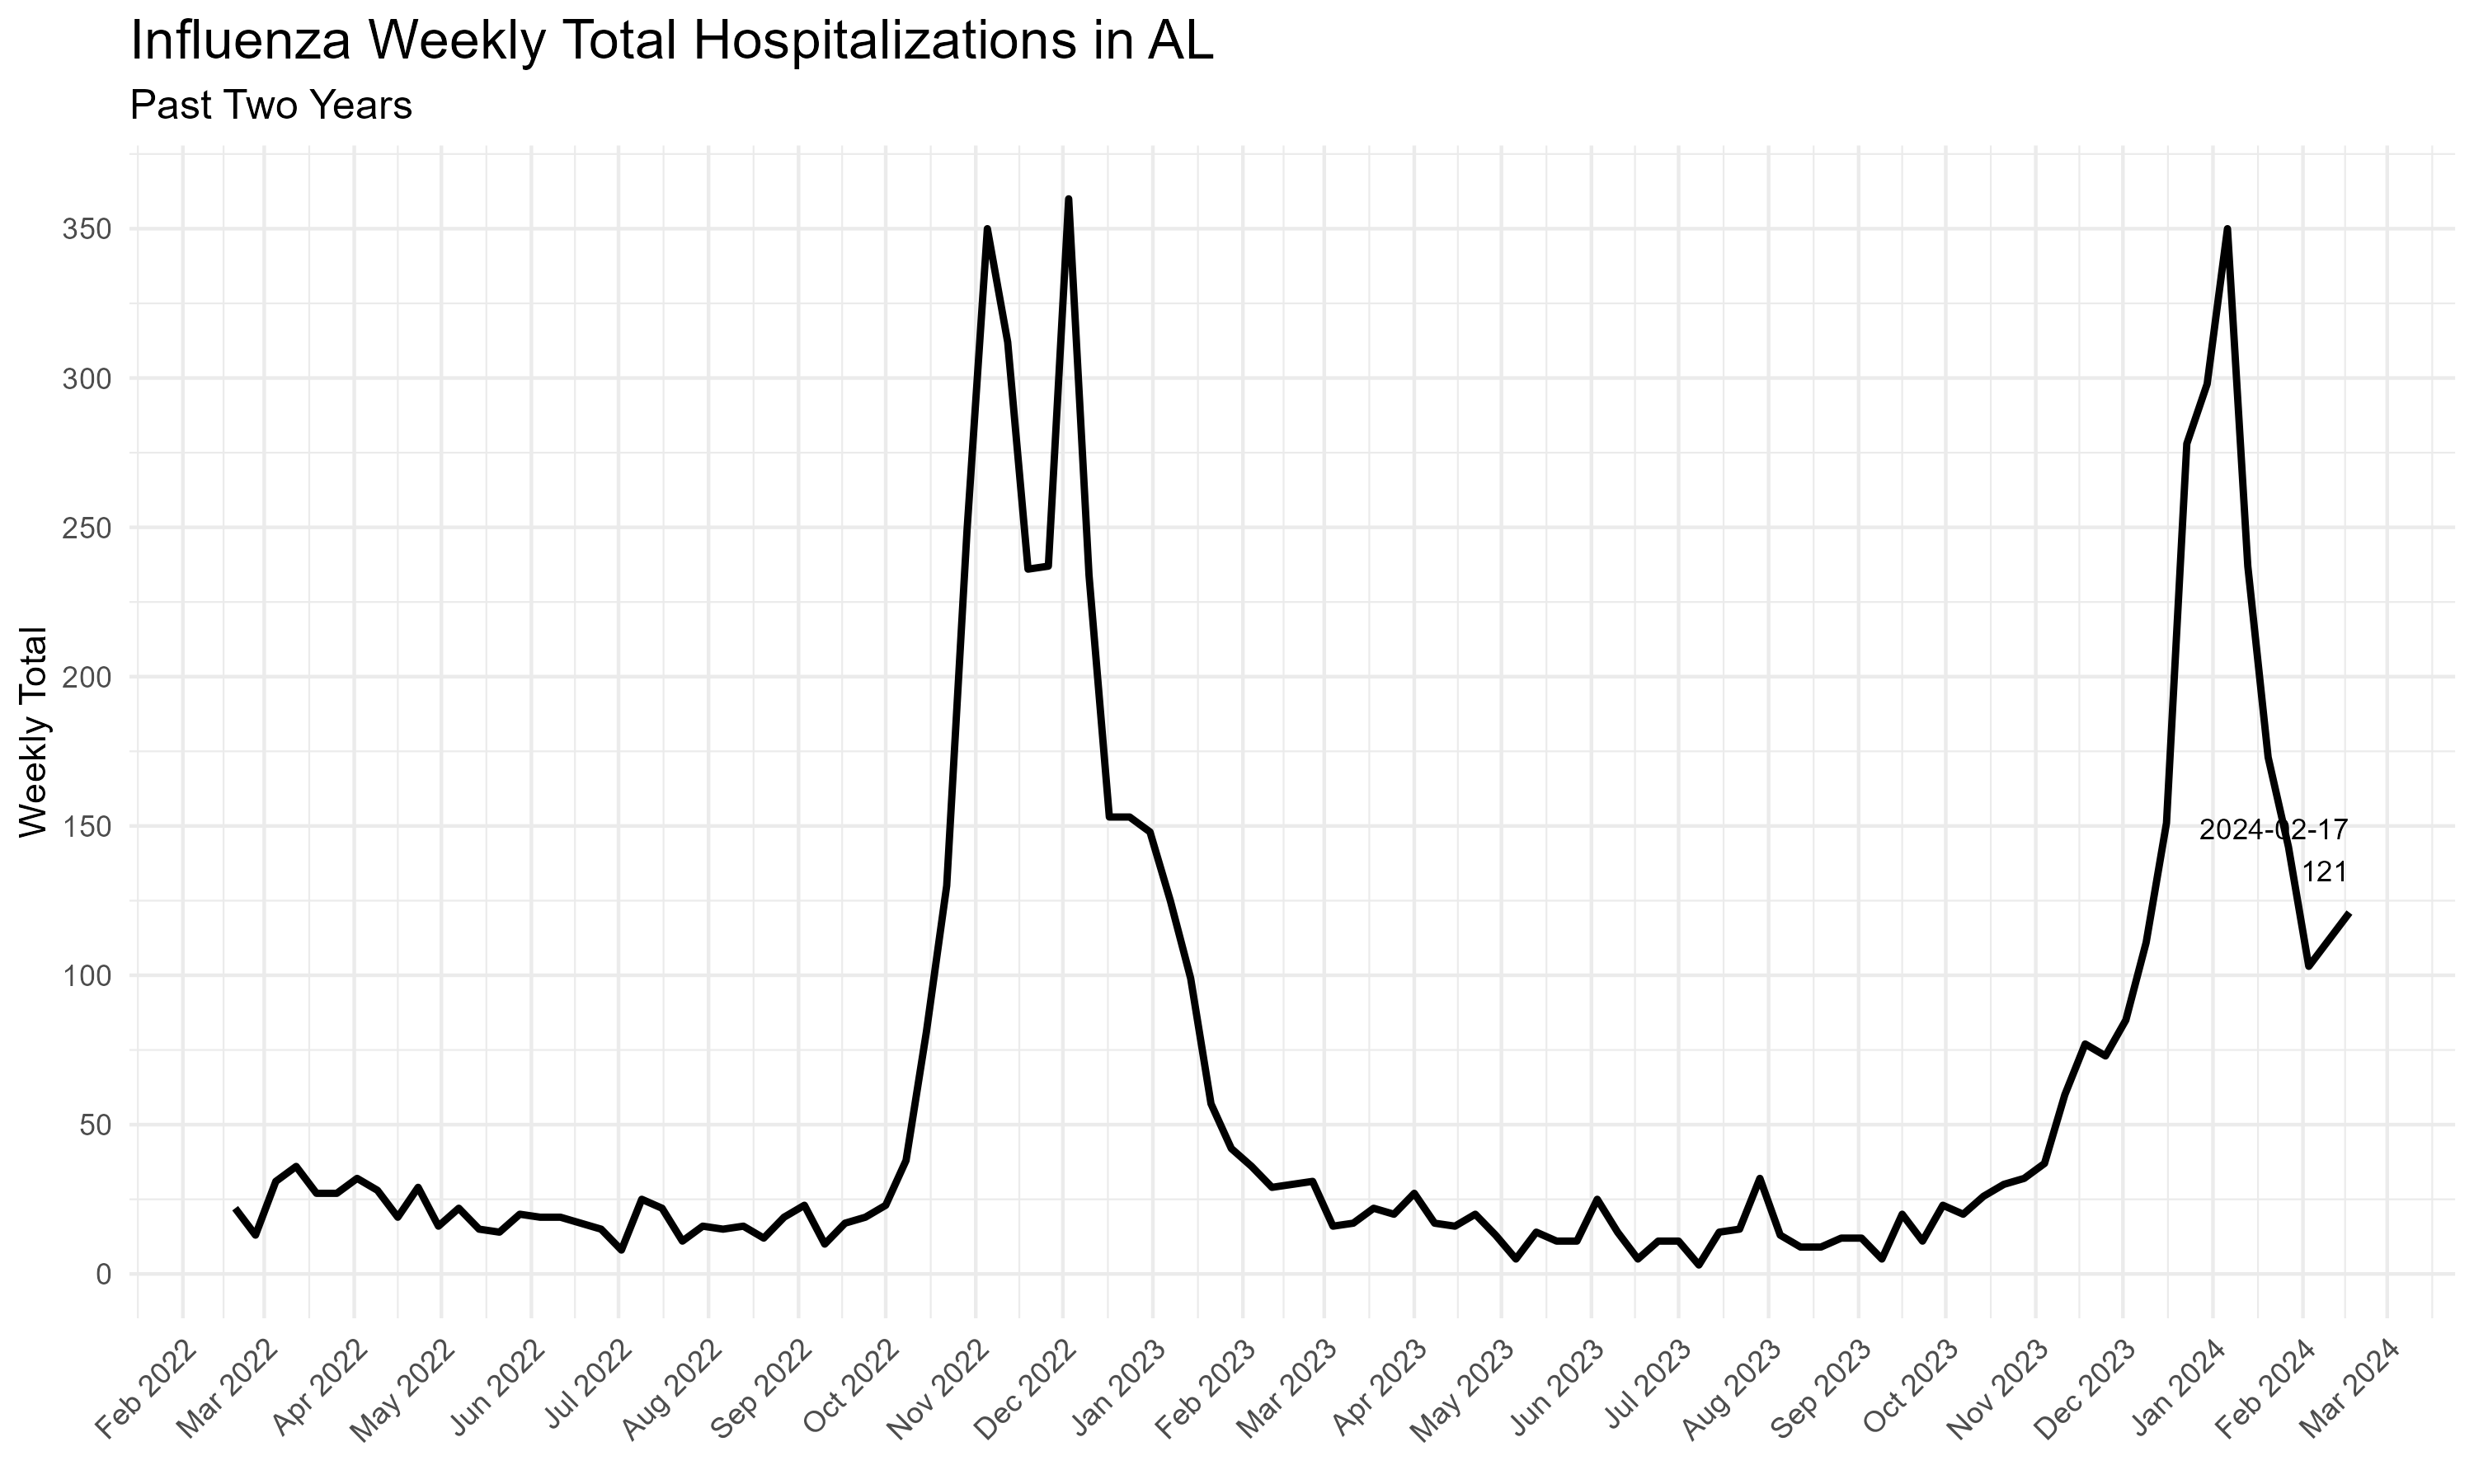 Influenza Weekly Total Hospitalizations in AL
Past Two Years
Weekly Total
350
300
250
200
150
100
50
0
2024-02-17
121
Feb 2022
Mar 2022
Apr 2022
May 2022
Jun 2022
Jul 2022
Aug 2022
Sep 2022
Oct 2022
Nov 2022
Dec 2022
Jan 2023
Feb 2023
Mar 2023
Apr 2023
May 2023
Jun 2023
Jul 2023
Aug 2023
Sep 2023
Oct 2023
Nov 2023
Dec 2023
Jan 2024
Feb 2024
Mar 2024